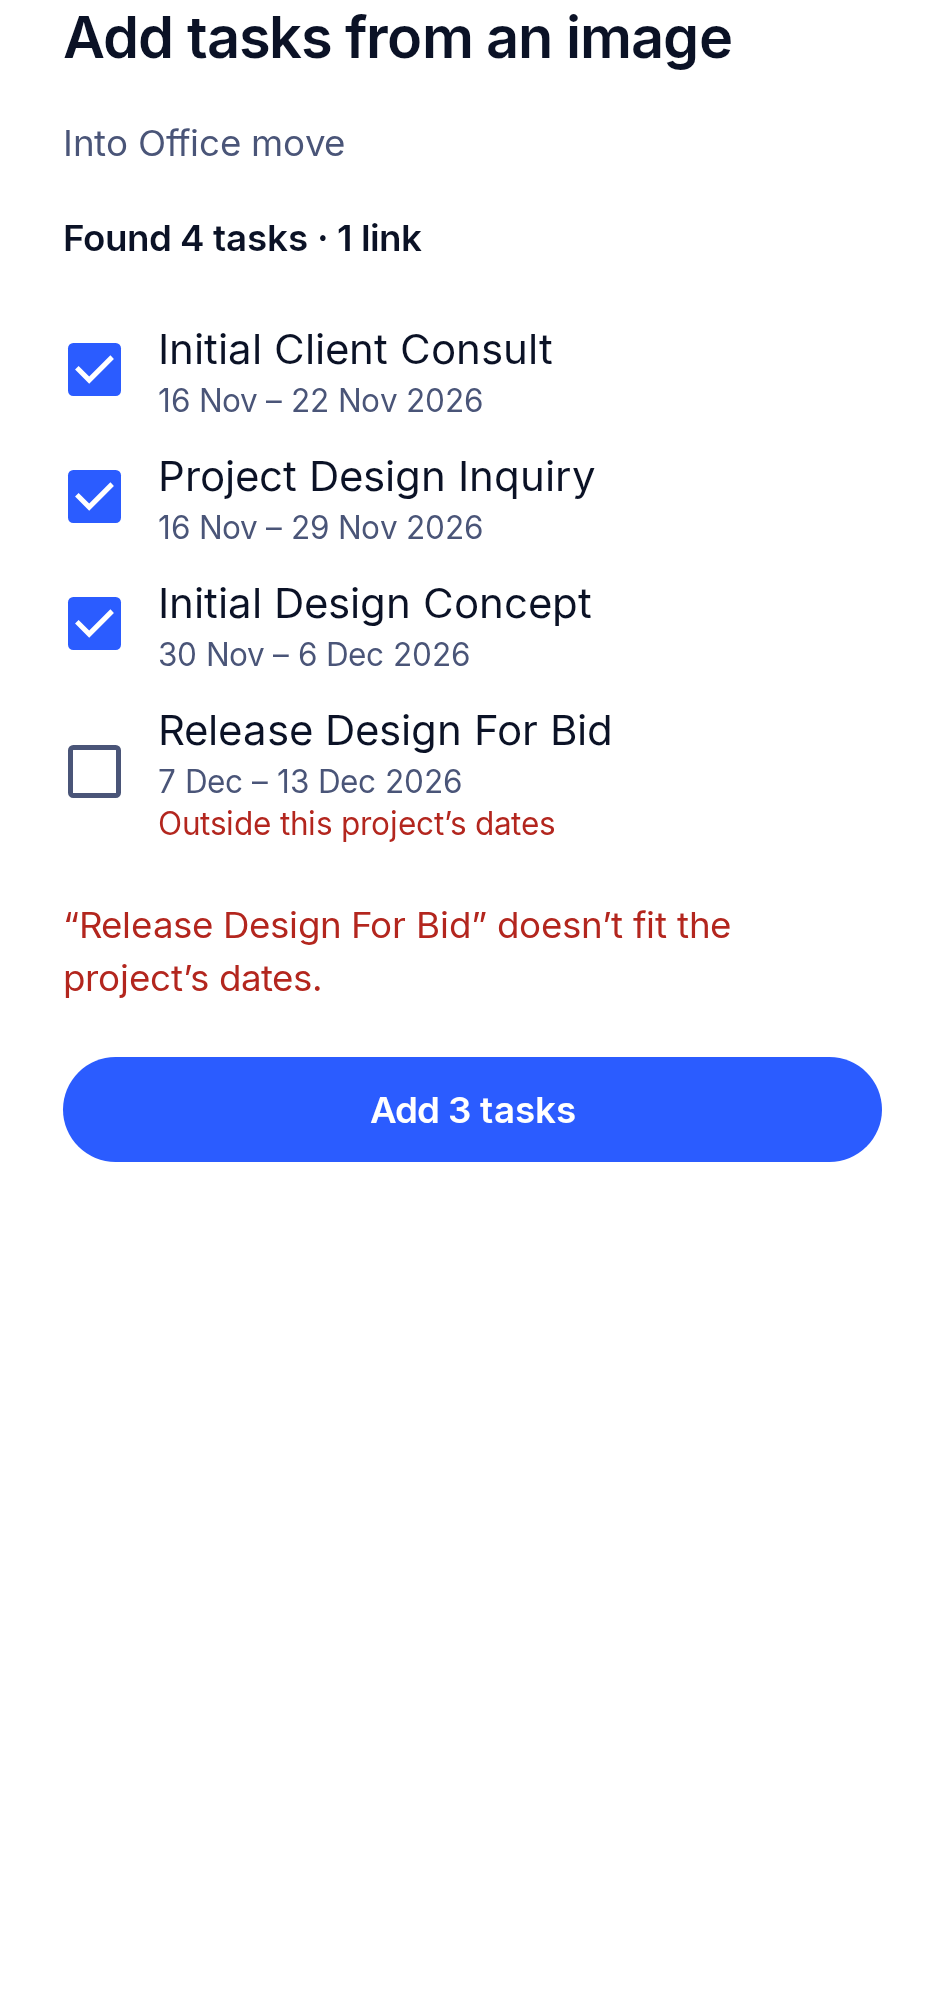 Add tasks from an image
Into Office move
Found 4 tasks · 1 link
Initial Client Consult
16 Nov – 22 Nov 2026
Project Design Inquiry
16 Nov – 29 Nov 2026
Initial Design Concept
30 Nov – 6 Dec 2026
Release Design For Bid
7 Dec – 13 Dec 2026
Outside this project’s dates
“Release Design For Bid” doesn’t fit the
project’s dates.
Add 3 tasks